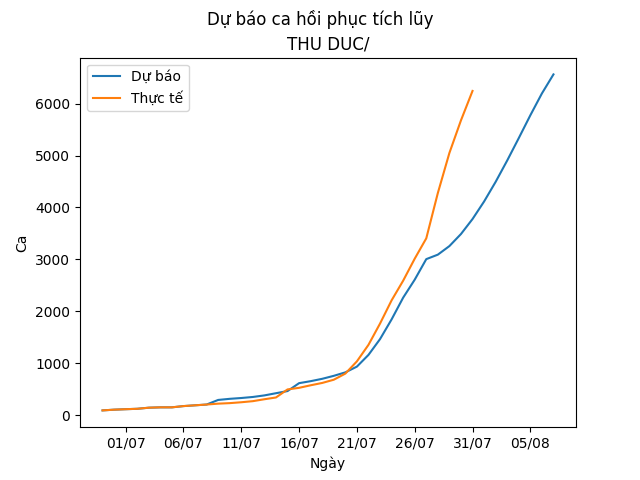 Dự báo ca hồi phục tích lũy
THU DUC/
Dự báo
Thực tế
6000
5000
4000
3000
2000
1000
0
Ca
01/07 06/07 11/07 16/07 21/07 26/07 31/07 05/08
Ngày